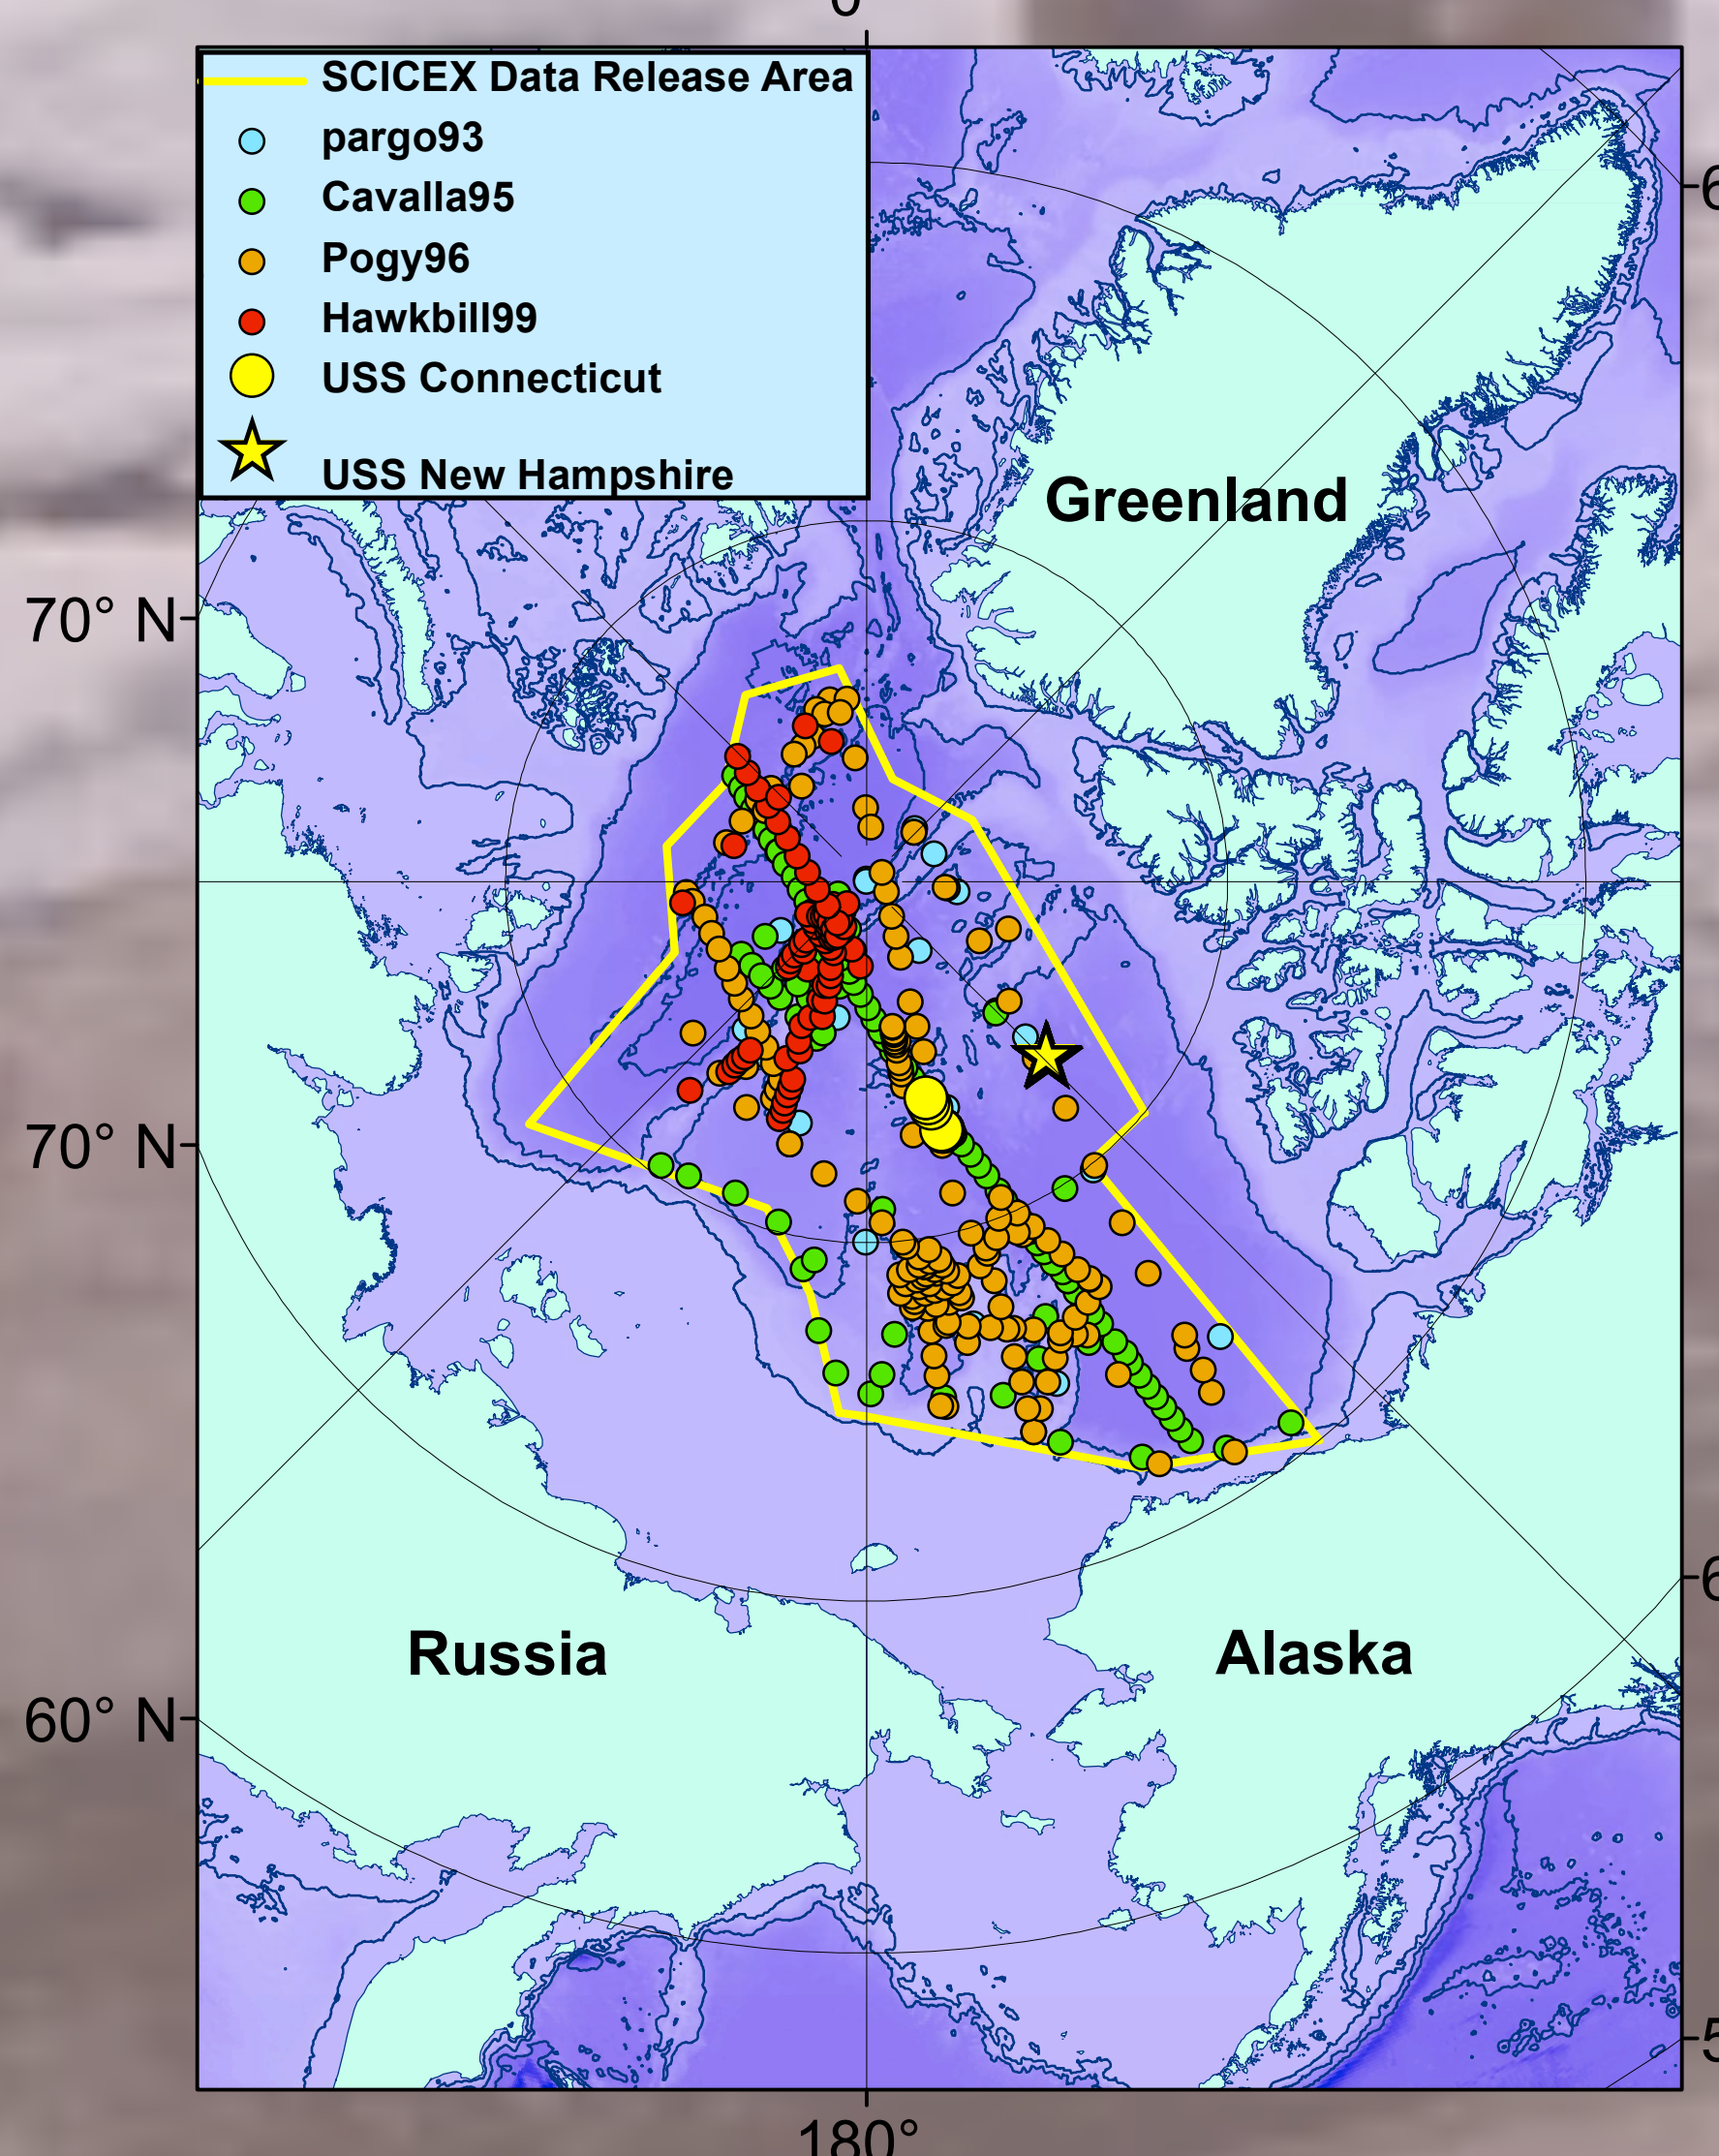 0
SCICEX Data Release Area
pargo93
Cavalla95
Pogy96
Hawkbill99
USS Connecticut
USS New Hampshire
Greenland
70° N
70° N
Russia
Alaska
60° N
180°